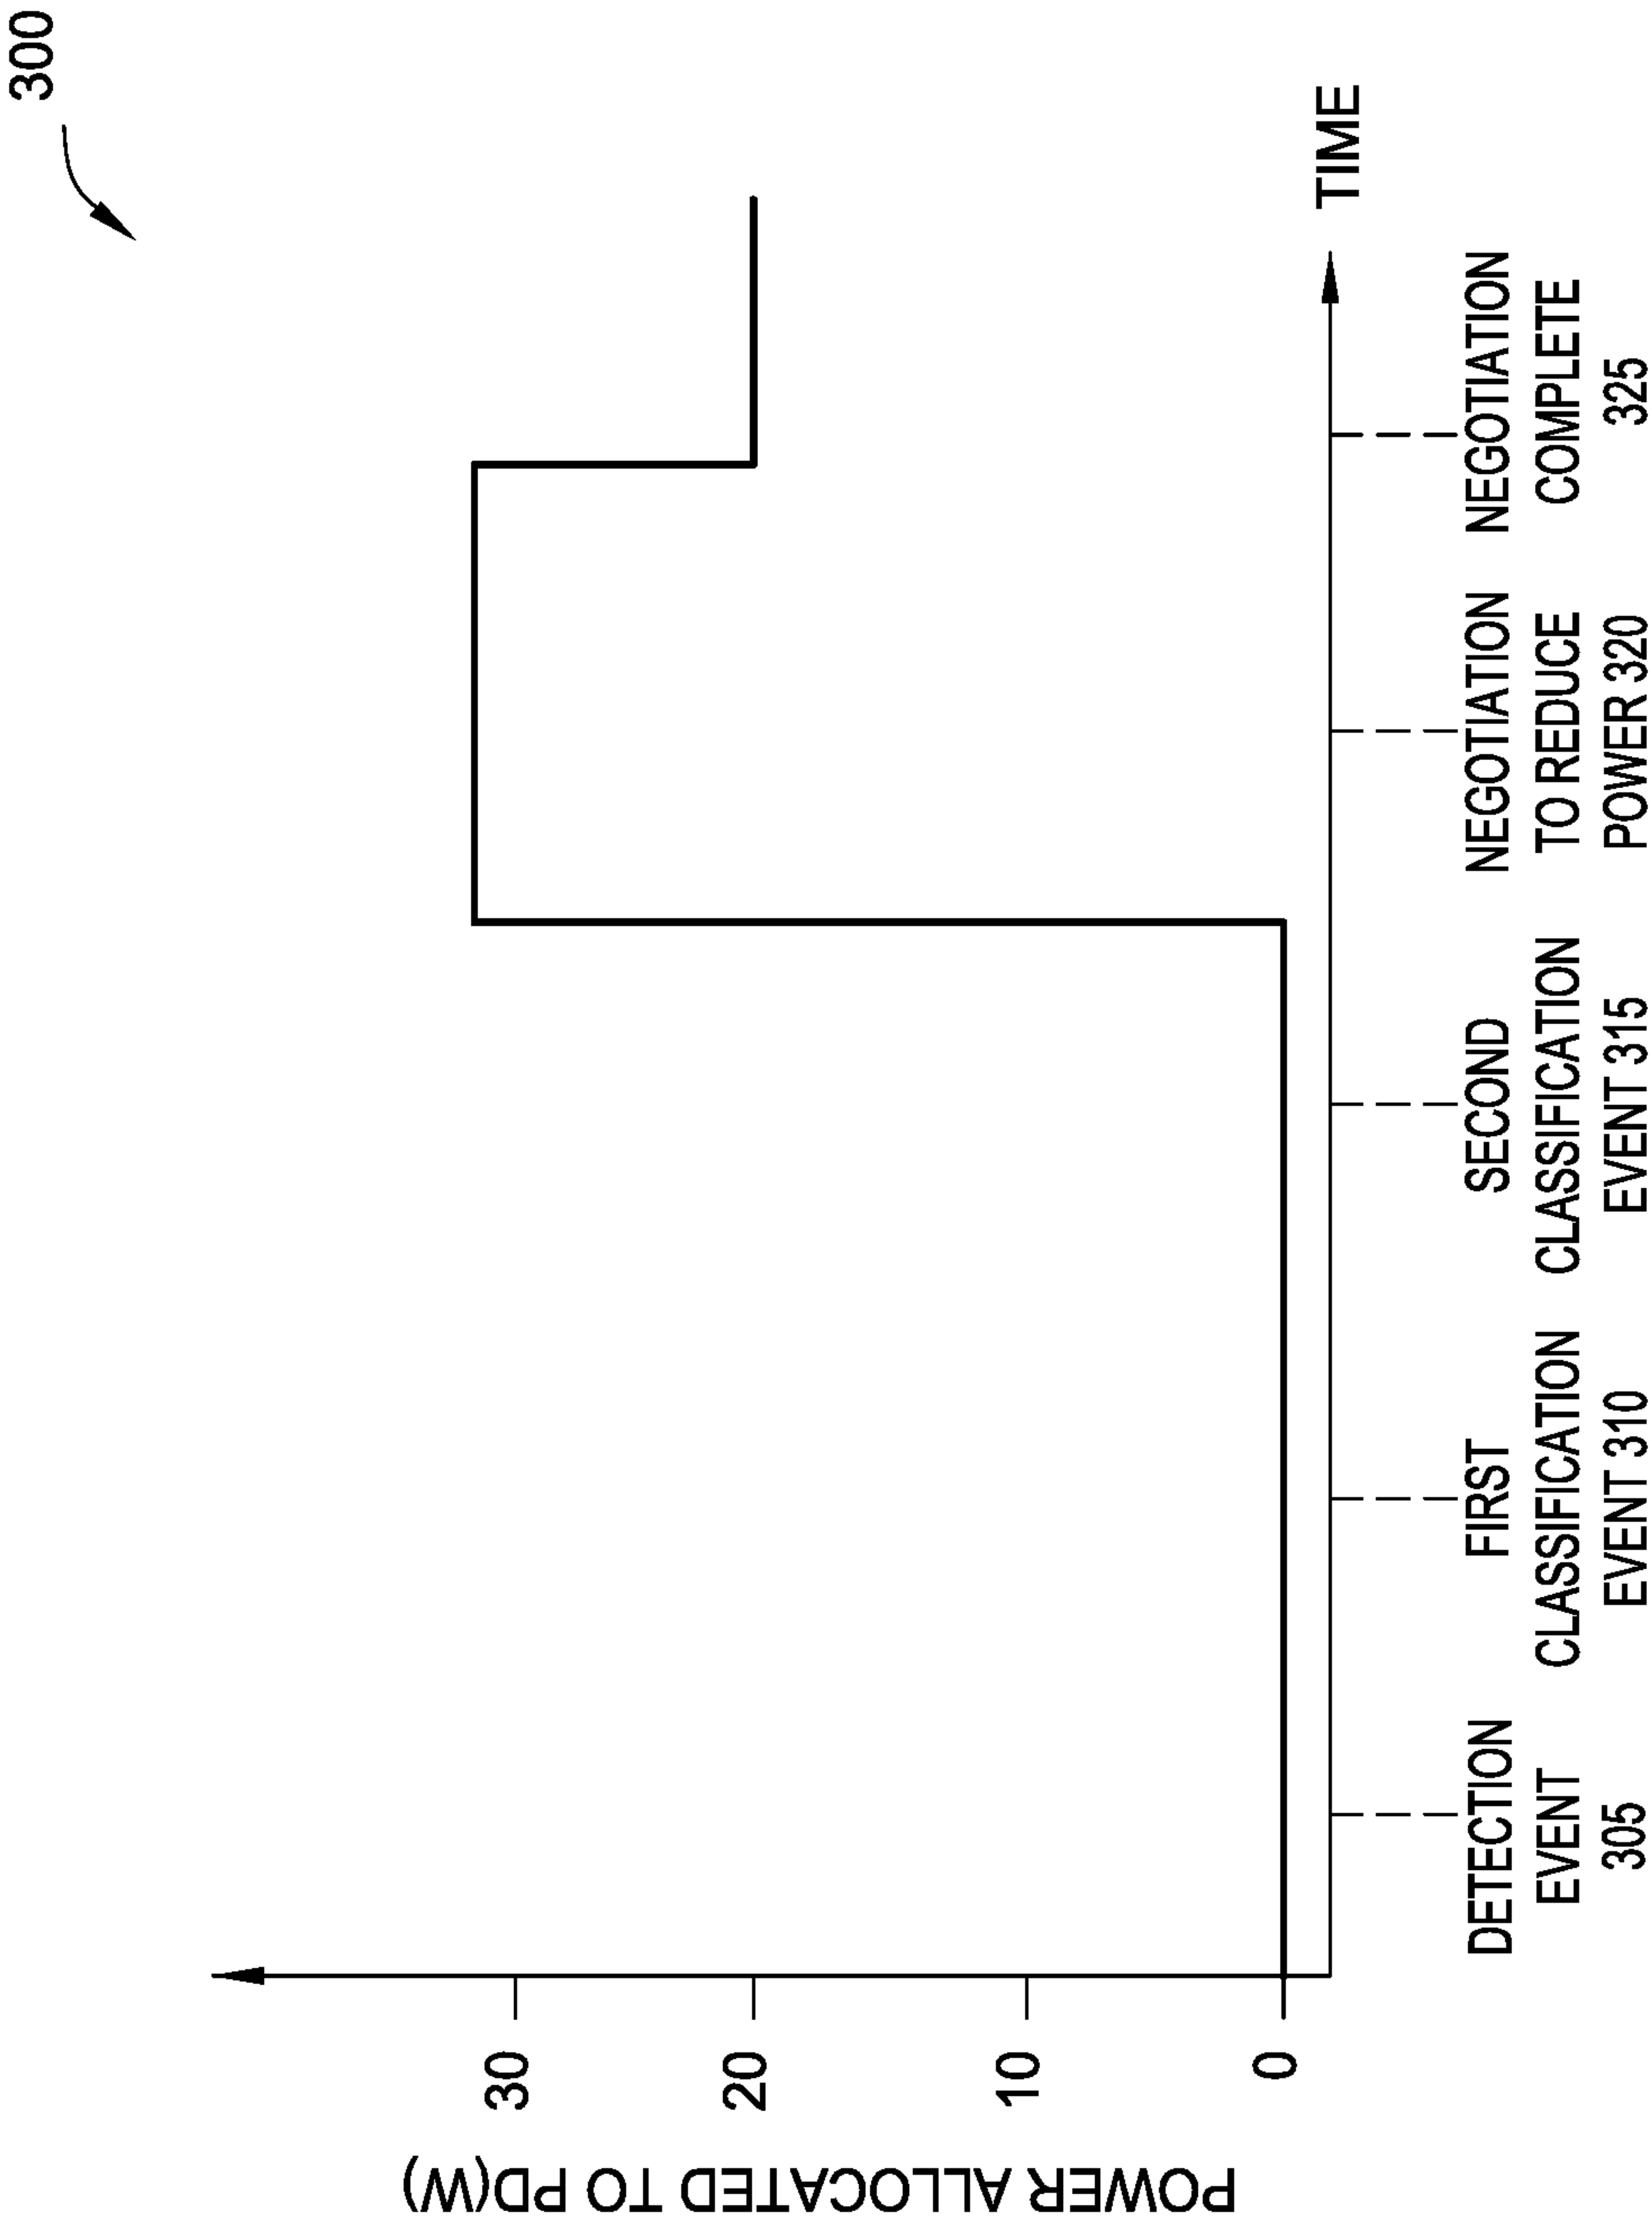 300
POWER ALLOCATED TO PD(W)
30
20
10
0
TIME
DETECTION
EVENT
305
FIRST
CLASSIFICATION
EVENT 310
SECOND
CLASSIFICATION
EVENT 315
NEGOTIATION
TO REDUCE
POWER 320
NEGOTIATION
COMPLETE
325